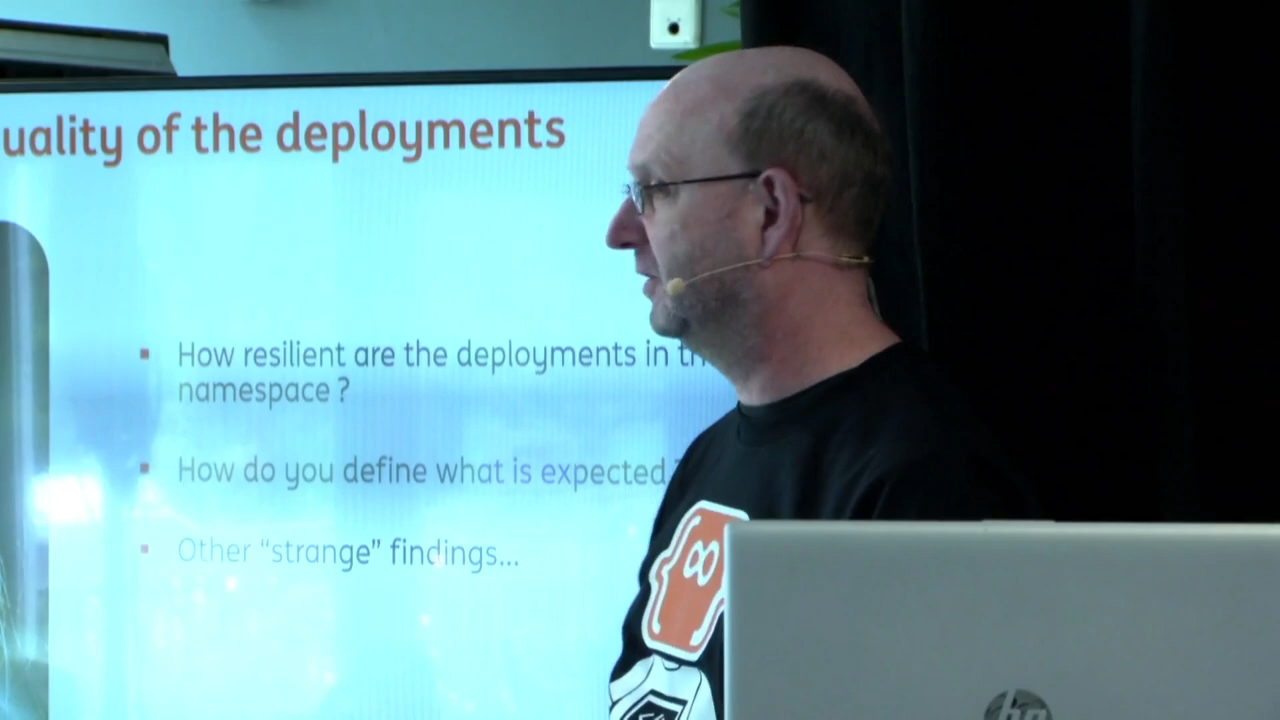 uality of the deployments
How resilient are the deployments in th
namespace ?
How do you define what is expected ?
Other “strange” findings...
hp